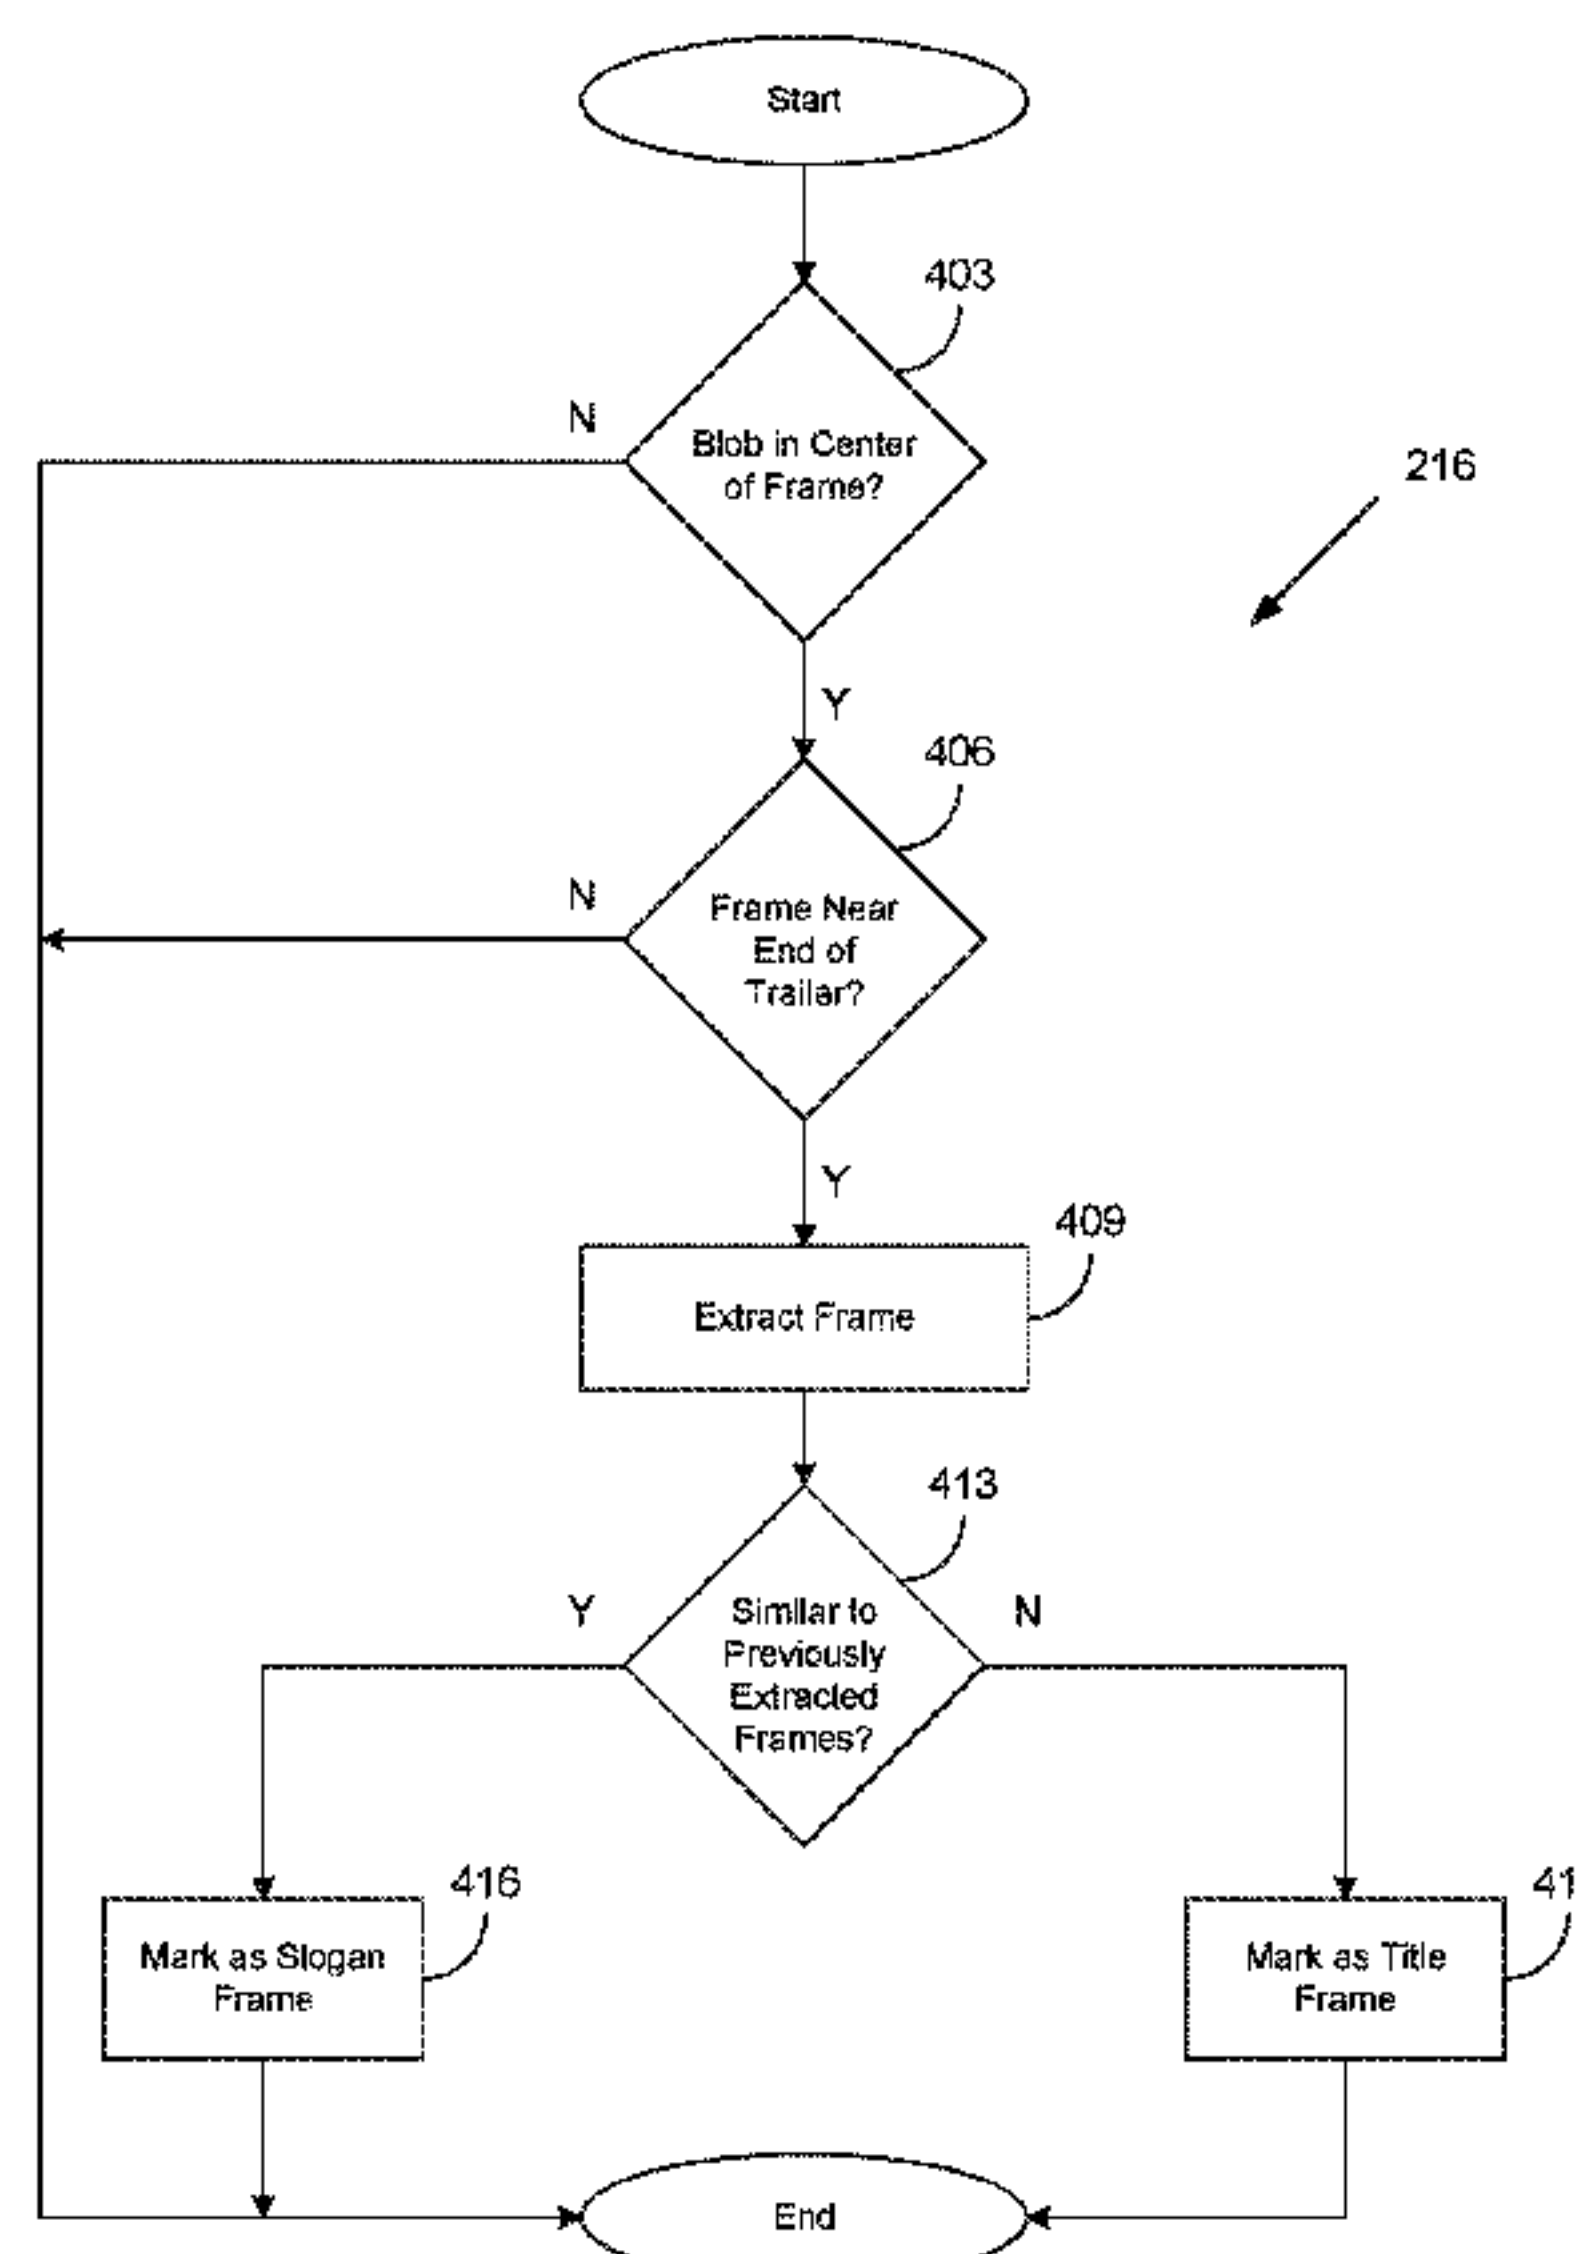 Start
403
N
Blob in Center
of Frame?
216
Y
406
N
Frame Near
End of
Trailer?
Y
409
Extract Frame
413
Y
Similar to
Previously
Extracted
Frames?
N
416
41
Mark as Slogan
Frame
Mark as Title
Frame
End